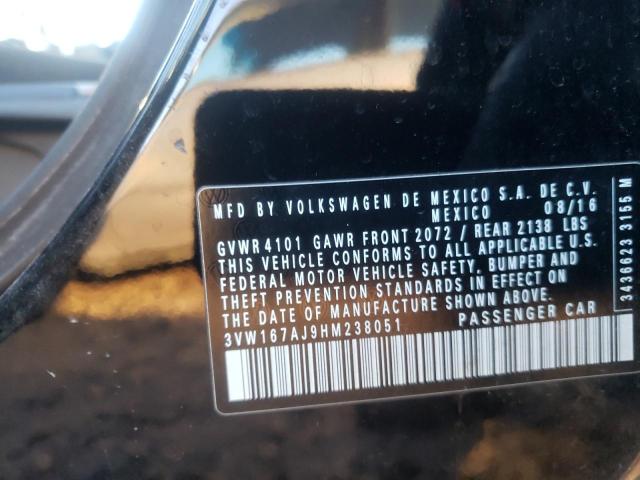 MFD BY VOLKSWAGEN DE MEXICO S.A. DE C.V.
MEXICO 08/16
GVWR 4101 GAWR FRONT 2072 / REAR 2138 LBS
THIS VEHICLE CONFORMS TO ALL APPLICABLE U.S.
FEDERAL MOTOR VEHICLE SAFETY, BUMPER AND
THEFT PREVENTION STANDARDS IN EFFECT ON
THE DATE OF MANUFACTURE SHOWN ABOVE.
3VW167AJ9HM238051 PASSENGER CAR
3436623 3155 M